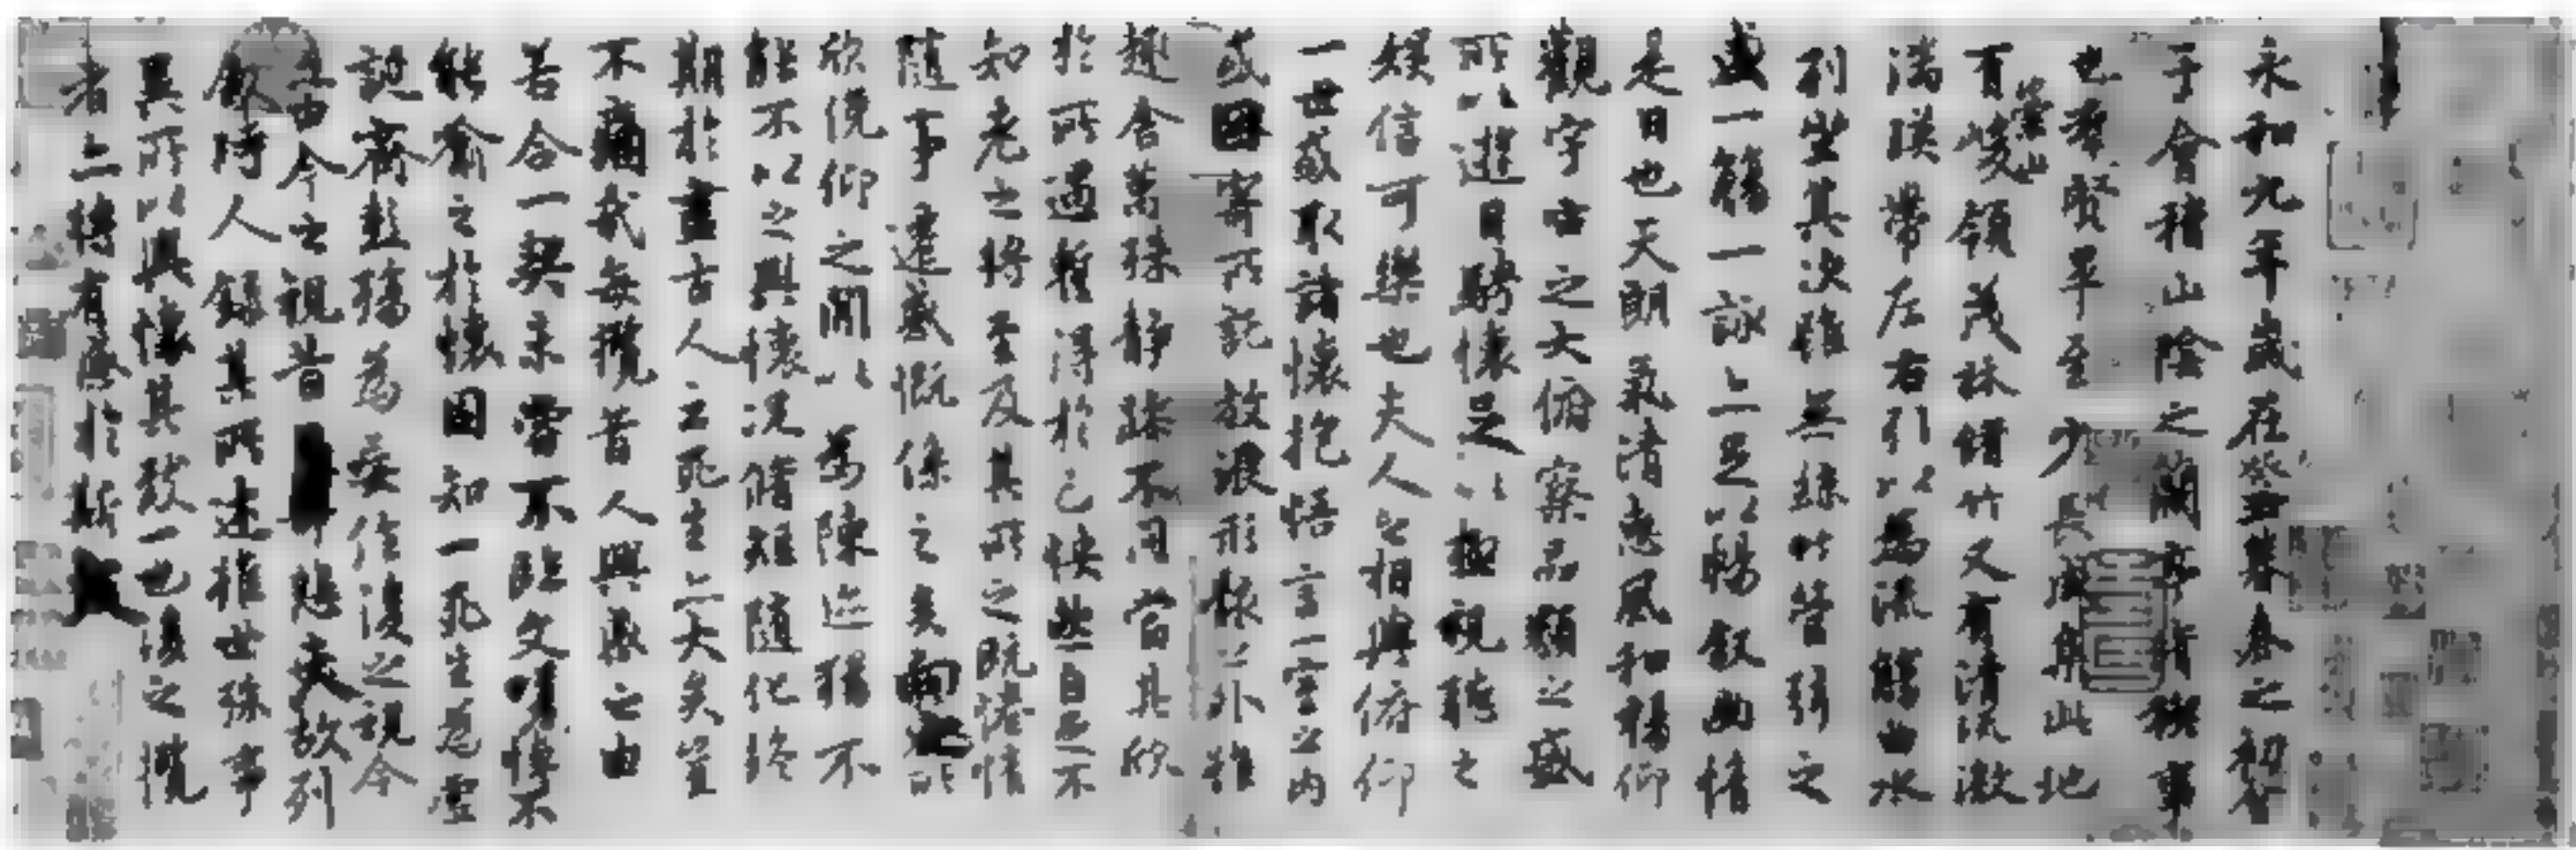 永和九年歲在癸丑暮春之初會
于會稽山陰之蘭亭脩禊事
也羣賢畢至少長咸集此地
有崇山峻領茂林脩竹又有清流激
湍暎帶左右引以為流觴曲水
列坐其次雖無絲竹管弦之
盛一觴一詠亦足以暢敘幽情
是日也天朗氣清惠風和暢仰
觀宇宙之大俯察品類之盛
所以遊目騁懷足以極視聽之
娛信可樂也夫人之相與俯仰
一世或取諸懷抱悟言一室之內
或因寄所託放浪形骸之外雖
趣舍萬殊靜躁不同當其欣
於所遇暫得於己快然自足不
知老之將至及其所之既惓情
隨事遷感慨係之矣向之所
欣俛仰之間以為陳迹猶不
能不以之興懷況脩短隨化終
期於盡古人云死生亦大矣豈
不痛哉每攬昔人興感之由
若合一契未嘗不臨文嗟悼不
能喻之於懷固知一死生為虛
誕齊彭殤為妄作後之視今
亦由今之視昔悲夫故列
敘時人錄其所述雖世殊事
異所以興懷其致一也後之攬
者亦將有感於斯文